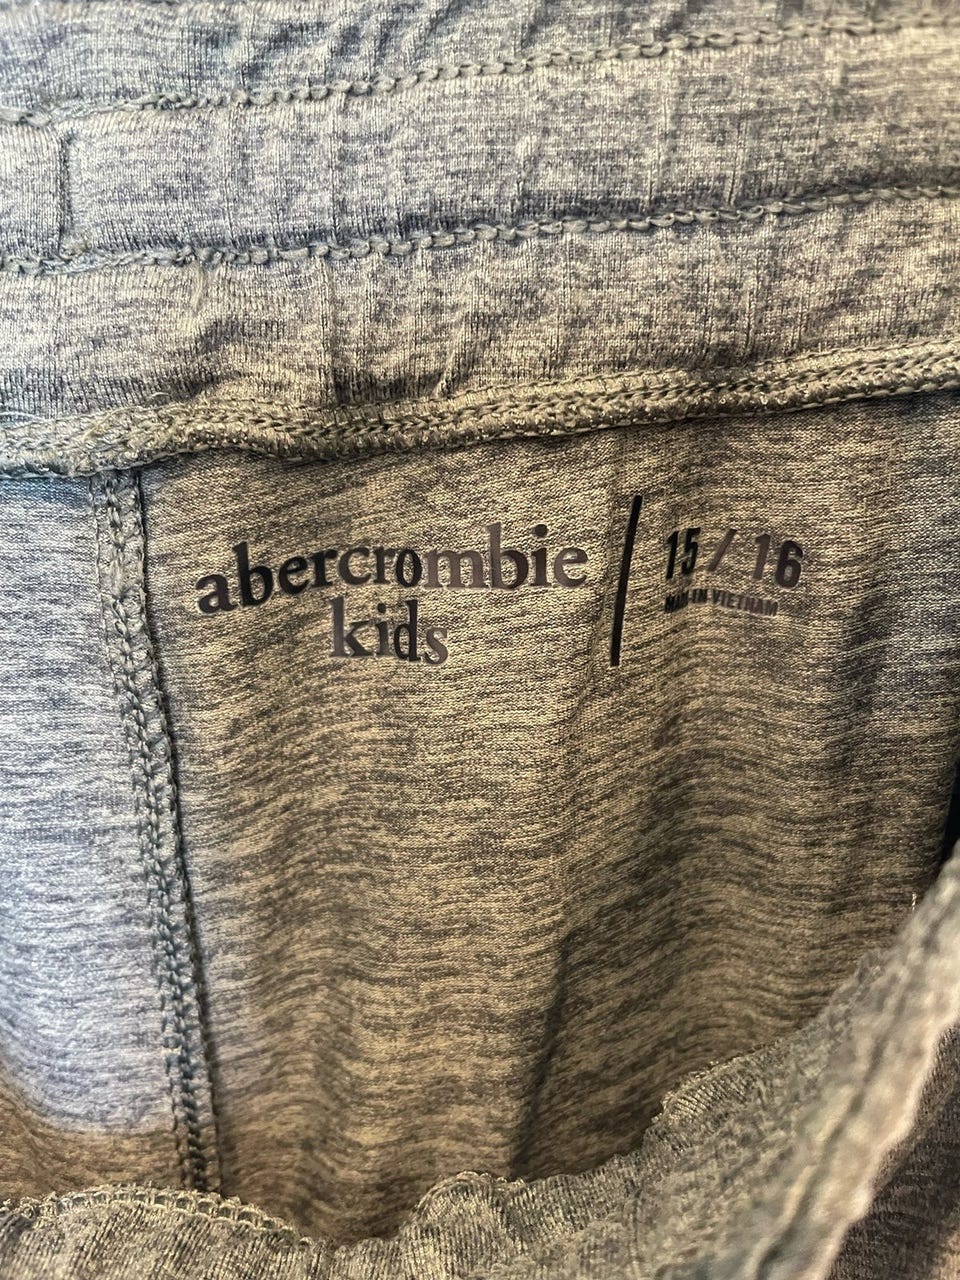 abercrombie
kids
15/16
MADE IN VIETNAM